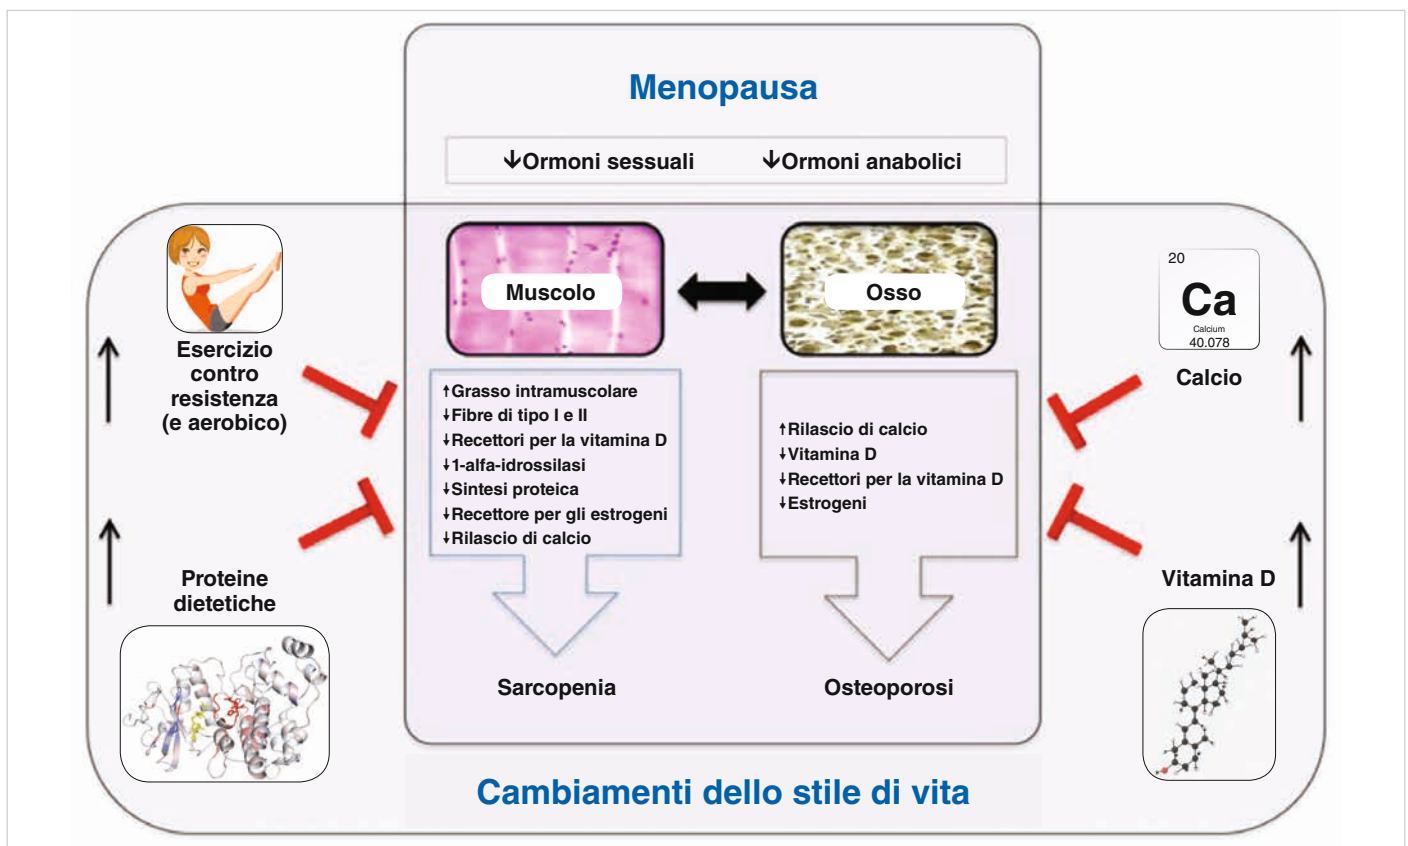 Menopausa
↓Ormoni sessuali ↓Ormoni anabolici
Muscolo
Osso
20
Ca
Calcium
40.078
Esercizio
contro
resistenza
(e aerobico)
Calcio
↑Grasso intramuscolare
↓Fibre di tipo I e II
↓Recettori per la vitamina D
↓1-alfa-idrossilasi
↓Sintesi proteica
↓Recettore per gli estrogeni
↓Rilascio di calcio
↑Rilascio di calcio
↓Vitamina D
↓Recettori per la vitamina D
↓Estrogeni
Proteine
dietetiche
Vitamina D
Sarcopenia
Osteoporosi
Cambiamenti dello stile di vita